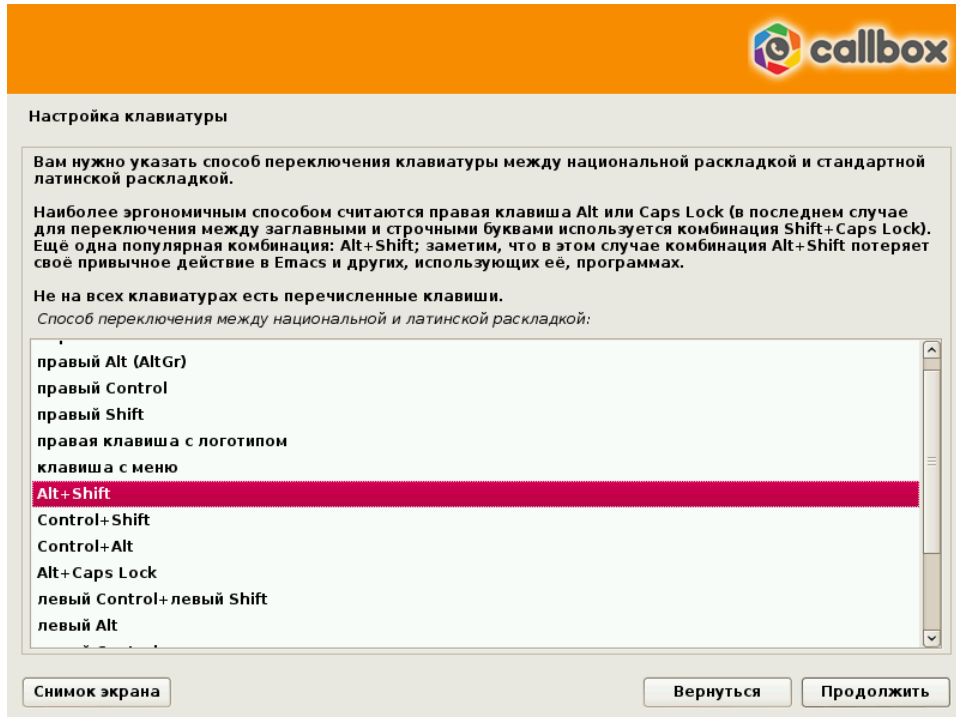 callbox
Настройка клавиатуры
Вам нужно указать способ переключения клавиатуры между национальной раскладкой и стандартной
латинской раскладкой.
Наиболее эргономичным способом считаются правая клавиша Alt или Caps Lock (в последнем случае
для переключения между заглавными и строчными буквами используется комбинация Shift+Caps Lock).
Ещё одна популярная комбинация: Alt+Shift; заметим, что в этом случае комбинация Alt+Shift потеряет
своё привычное действие в Emacs и других, использующих её, программах.
Не на всех клавиатурах есть перечисленные клавиши.
Способ переключения между национальной и латинской раскладкой:
правый Alt (AltGr)
правый Control
правый Shift
правая клавиша с логотипом
клавиша с меню
Alt+Shift
Control+Shift
Control+Alt
Alt+Caps Lock
левый Control+левый Shift
левый Alt
Снимок экрана
Вернуться
Продолжить